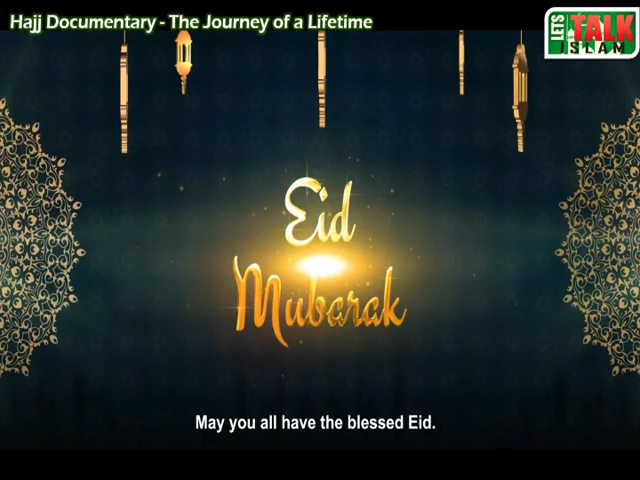 Hajj Documentary - The Journey of a Lifetime
LETS TALK
ISLAM
Eid
Mubarak
May you all have the blessed Eid.